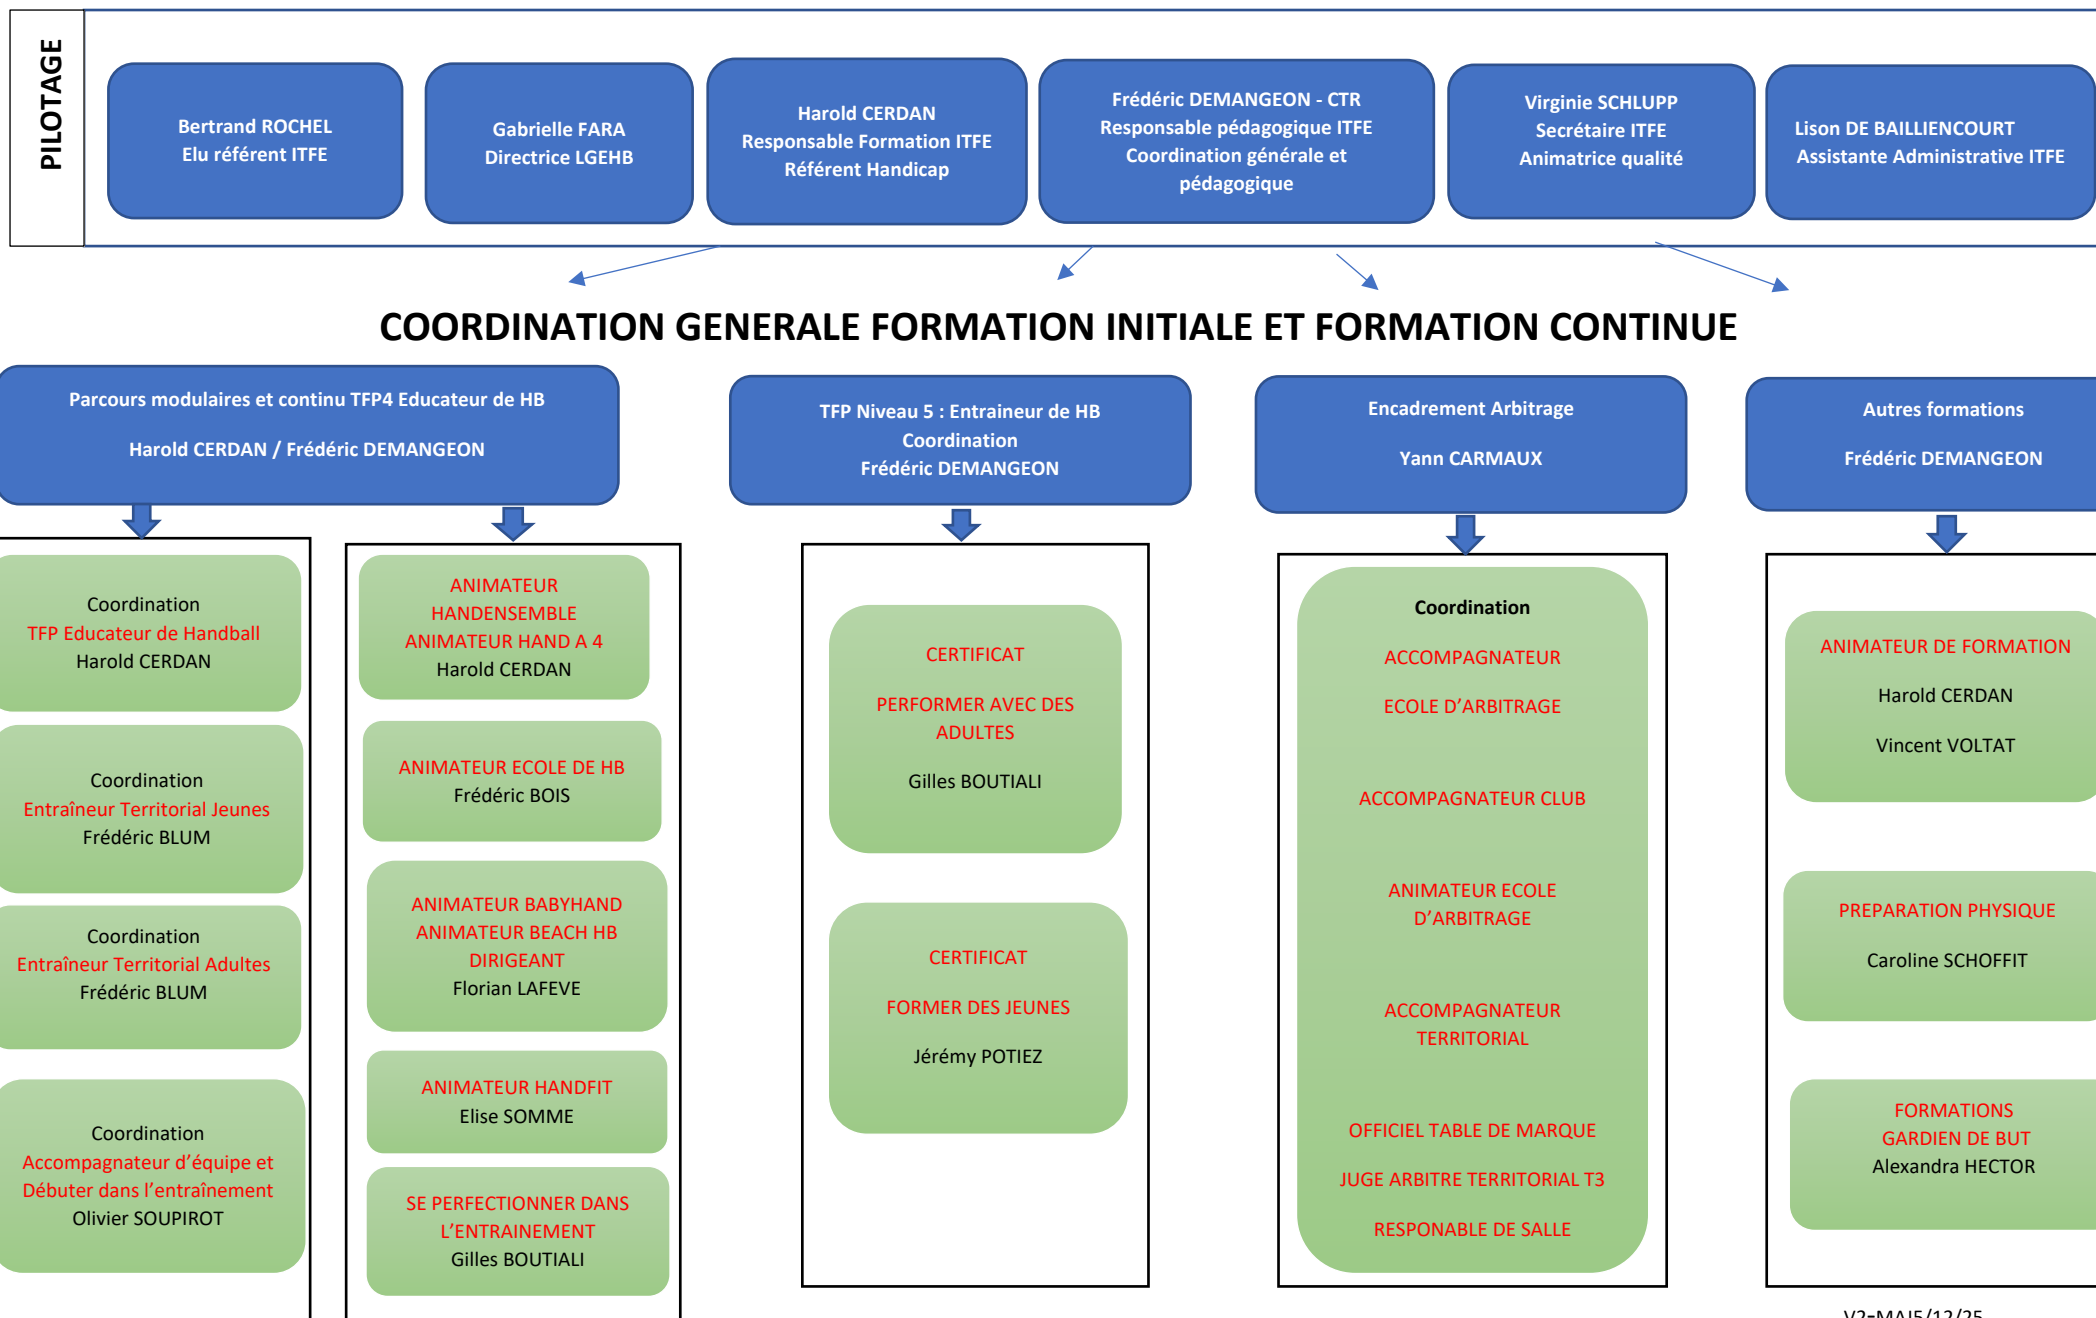 PILOTAGE
Bertrand ROCHEL
Elu référent ITFE
Gabrielle FARA
Directrice LGEHB
Harold CERDAN
Responsable Formation ITFE
Référent Handicap
Frédéric DEMANGEON - CTR
Responsable pédagogique ITFE
Coordination générale et
pédagogique
Virginie SCHLUPP
Secrétaire ITFE
Animatrice qualité
Lison DE BAILLIENCOURT
Assistante Administrative ITFE
COORDINATION GENERALE FORMATION INITIALE ET FORMATION CONTINUE
Parcours modulaires et continu TFP4 Educateur de HB
Harold CERDAN / Frédéric DEMANGEON
TFP Niveau 5 : Entraineur de HB
Coordination
Frédéric DEMANGEON
Encadrement Arbitrage
Yann CARMAUX
Autres formations
Frédéric DEMANGEON
Coordination
TFP Educateur de Handball
Harold CERDAN
Coordination
Entraîneur Territorial Jeunes
Frédéric BLUM
Coordination
Entraîneur Territorial Adultes
Frédéric BLUM
Coordination
Accompagnateur d'équipe et
Débuter dans l'entraînement
Olivier SOUPIROT
ANIMATEUR
HANDENSEMBLE
ANIMATEUR HAND A 4
Harold CERDAN
ANIMATEUR ECOLE DE HB
Frédéric BOIS
ANIMATEUR BABYHAND
ANIMATEUR BEACH HB
DIRIGEANT
Florian LAFEVE
ANIMATEUR HANDFIT
Elise SOMME
SE PERFECTIONNER DANS
L'ENTRAINEMENT
Gilles BOUTIALI
CERTIFICAT
PERFORMER AVEC DES
ADULTES
Gilles BOUTIALI
CERTIFICAT
FORMER DES JEUNES
Jérémy POTIEZ
Coordination
ACCOMPAGNATEUR
ECOLE D'ARBITRAGE
ACCOMPAGNATEUR CLUB
ANIMATEUR ECOLE
D'ARBITRAGE
ACCOMPAGNATEUR
TERRITORIAL
OFFICIEL TABLE DE MARQUE
JUGE ARBITRE TERRITORIAL T3
RESPONABLE DE SALLE
ANIMATEUR DE FORMATION
Harold CERDAN
Vincent VOLTAT
PREPARATION PHYSIQUE
Caroline SCHOFFIT
FORMATIONS
GARDIEN DE BUT
Alexandra HECTOR
V2-MAJ5/12/25